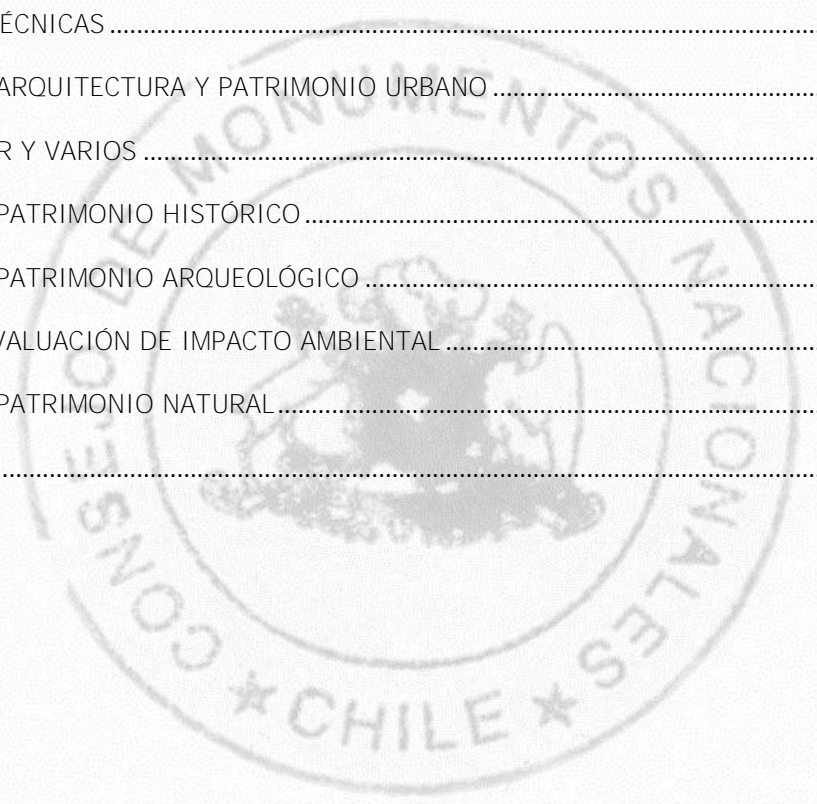 ÉCNICAS
ARQUITECTURA Y PATRIMONIO URBANO
R Y VARIOS
PATRIMONIO HISTÓRICO
PATRIMONIO ARQUEOLÓGICO
VALUACIÓN DE IMPACTO AMBIENTAL
PATRIMONIO NATURAL
CONSEJO DE MONUMENTOS NACIONALES
★ CHILE ★